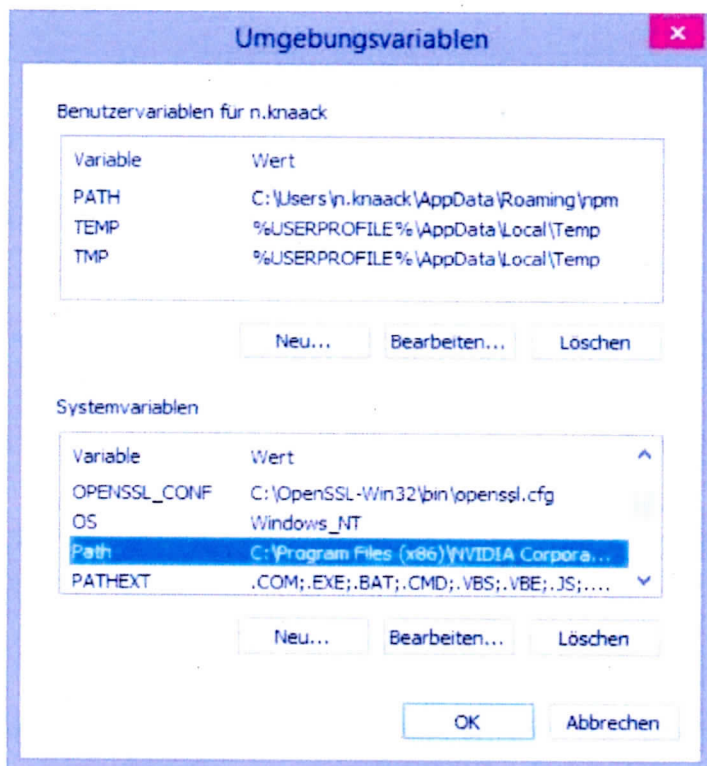 Umgebungsvariablen
Benutzervariablen für n.knaack
Variable Wert
PATH C:\Users\n.knaack\AppData\Roaming\npm
TEMP %USERPROFILE%\AppData\Local\Temp
TMP %USERPROFILE%\AppData\Local\Temp
Neu... Bearbeiten... Löschen
Systemvariablen
Variable Wert
OPENSSL_CONF C:\OpenSSL-Win32\bin\openssl.cfg
OS Windows_NT
Path C:\Program Files (x86)\NVIDIA Corpora...
PATHEXT .COM;.EXE;.BAT;.CMD;.VBS;.VBE;.JS;....
Neu... Bearbeiten... Löschen
OK Abbrechen